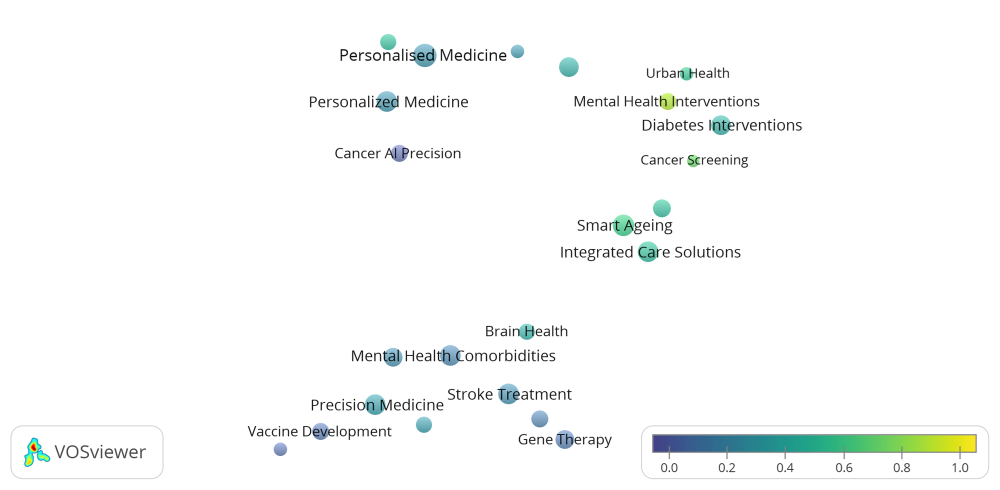 Personalised Medicine
Urban Health
Personalized Medicine
Mental Health Interventions
Diabetes Interventions
Cancer AI Precision
Cancer Screening
Smart Ageing
Integrated Care Solutions
Brain Health
Mental Health Comorbidities
Stroke Treatment
Precision Medicine
Vaccine Development
Gene Therapy
VOSviewer
0.0 0.2 0.4 0.6 0.8 1.0